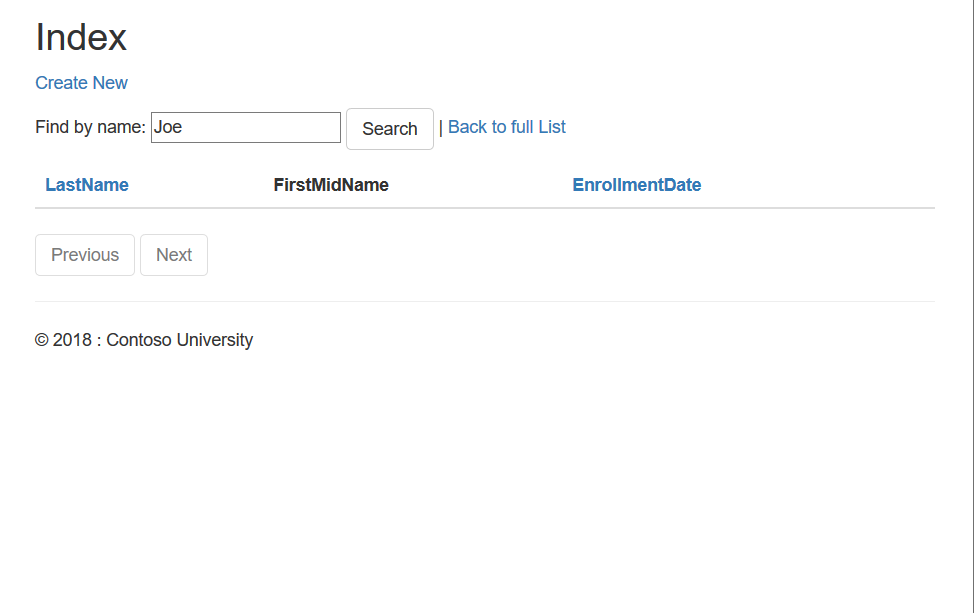 Index
Create New
Find by name: Joe Search | Back to full List
LastName FirstMidName EnrollmentDate
Previous Next
© 2018 : Contoso University